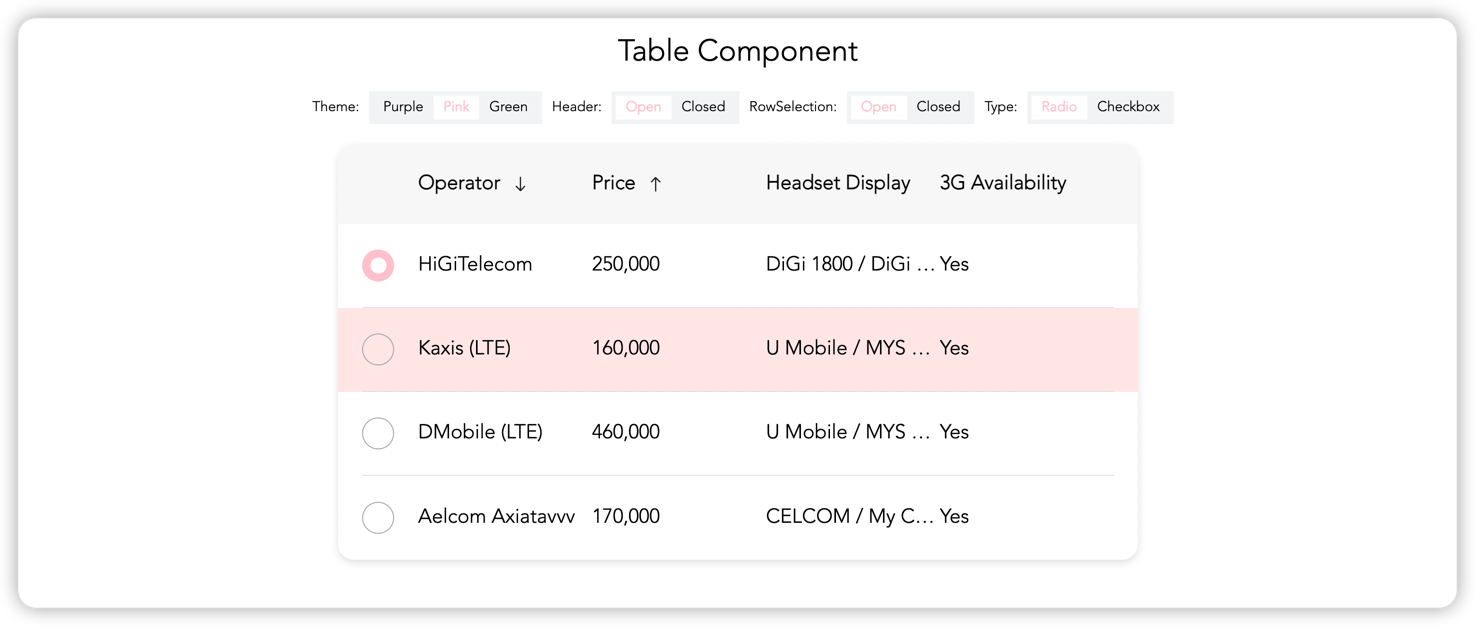 Table Component
Theme: Purple Pink Green Header: Open Closed RowSelection: Open Closed Type: Radio Checkbox
Operator ↓ Price ↑ Headset Display 3G Availability
HiGiTelecom 250,000 DiGi 1800 / DiGi ... Yes
Kaxis (LTE) 160,000 U Mobile / MYS ... Yes
DMobile (LTE) 460,000 U Mobile / MYS ... Yes
Aelcom Axiatavvv 170,000 CELCOM / My C... Yes